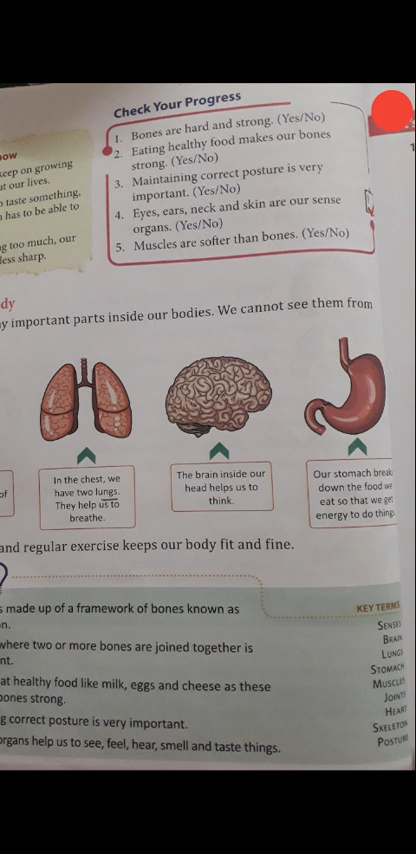 Check Your Progress
1. Bones are hard and strong. (Yes/No)
2. Eating healthy food makes our bones
strong. (Yes/No)
3. Maintaining correct posture is very
important. (Yes/No)
4. Eyes, ears, neck and skin are our sense
organs. (Yes/No)
5. Muscles are softer than bones. (Yes/No)
keep on growing
our lives.
taste something,
has to be able to
too much, our
less sharp.
important parts inside our bodies. We cannot see them from
of
In the chest, we
have two lungs.
They help us to
breathe.
The brain inside our
head helps us to
think.
Our stomach break
down the food we
eat so that we get
energy to do thing
and regular exercise keeps our body fit and fine.
made up of a framework of bones known as
where two or more bones are joined together is
at healthy food like milk, eggs and cheese as these
bones strong.
g correct posture is very important.
organs help us to see, feel, hear, smell and taste things.
KEY TERMS
SENSES
BRAIN
LUNGS
STOMACH
MUSCLES
JOINTS
HEART
SKELETON
POSTURE